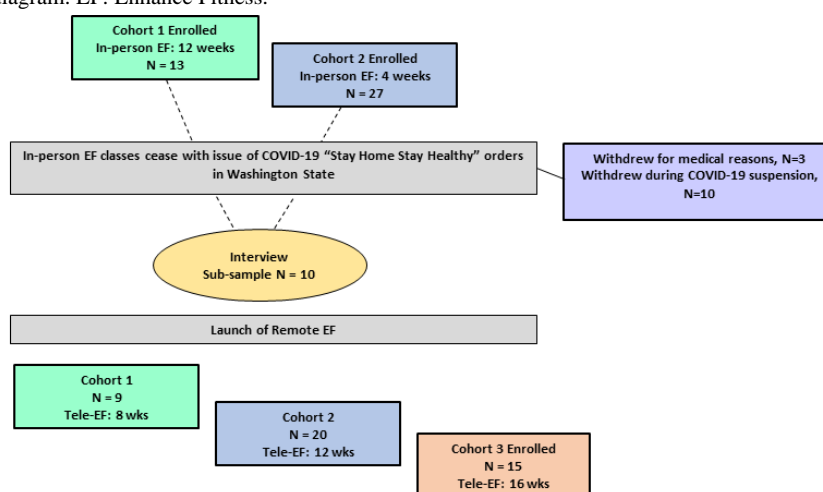 diagram. EF: Enhance Fitness.
Cohort 1 Enrolled
In-person EF: 12 weeks
N = 13
Cohort 2 Enrolled
In-person EF: 4 weeks
N = 27
In-person EF classes cease with issue of COVID-19 “Stay Home Stay Healthy” orders
in Washington State
Withdrew for medical reasons, N=3
Withdrew during COVID-19 suspension,
N=10
Interview
Sub-sample N = 10
Launch of Remote EF
Cohort 1
N = 9
Tele-EF: 8 wks
Cohort 2
N = 20
Tele-EF: 12 wks
Cohort 3 Enrolled
N = 15
Tele-EF: 16 wks